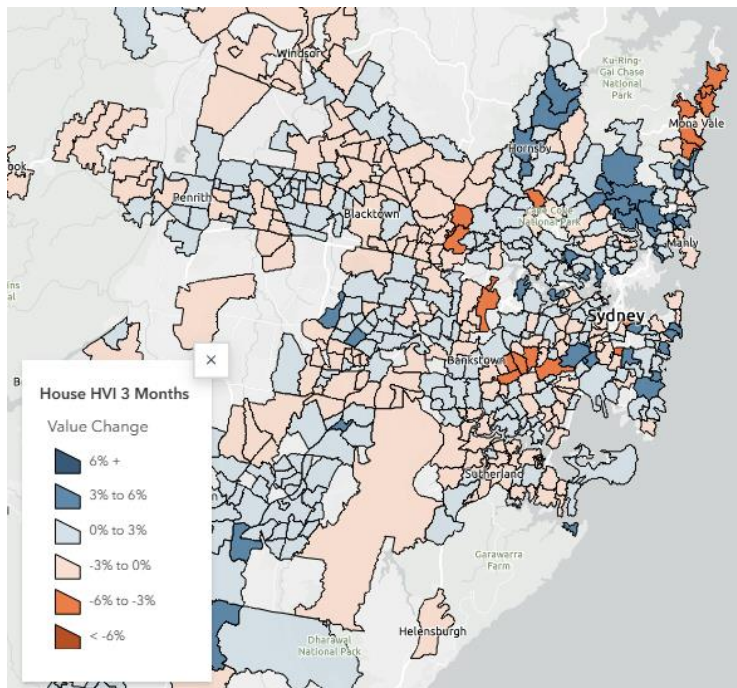 Windsor
Ku-Ring-
Gai Chase
National
Park
Mona Vale
Hornsby
ook
Penrith
Blacktown
National Park
Manly
Sydney
Bankstown
×
House HVI 3 Months
Value Change
6% +
3% to 6%
0% to 3%
-3% to 0%
-6% to -3%
< -6%
Sutherland
Garawarra
Farm
Helensburgh
Dharawal
National Park